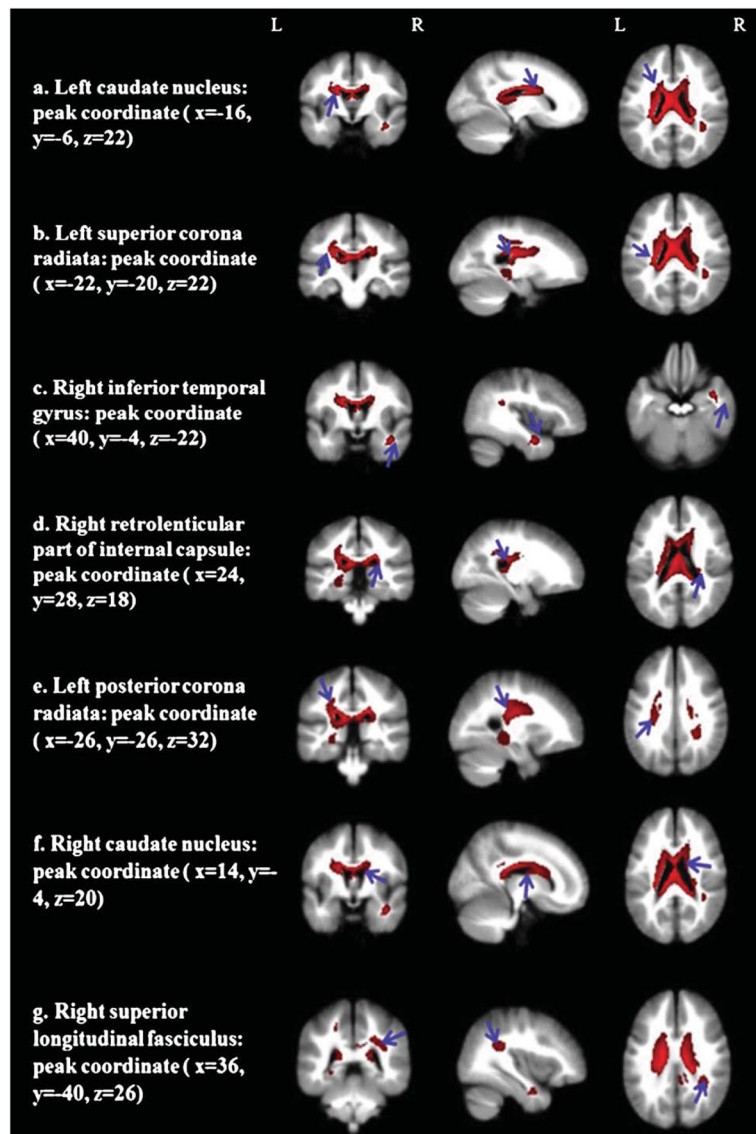 L R L R
a. Left caudate nucleus:
peak coordinate ( x=-16,
y=-6, z=22)
b. Left superior corona
radiata: peak coordinate
( x=-22, y=-20, z=22)
c. Right inferior temporal
gyrus: peak coordinate
( x=40, y=-4, z=-22)
d. Right retrolenticular
part of internal capsule:
peak coordinate ( x=24,
y=28, z=18)
e. Left posterior corona
radiata: peak coordinate
( x=-26, y=-26, z=32)
f. Right caudate nucleus:
peak coordinate ( x=14, y=-
4, z=20)
g. Right superior
longitudinal fasciculus:
peak coordinate ( x=36,
y=-40, z=26)